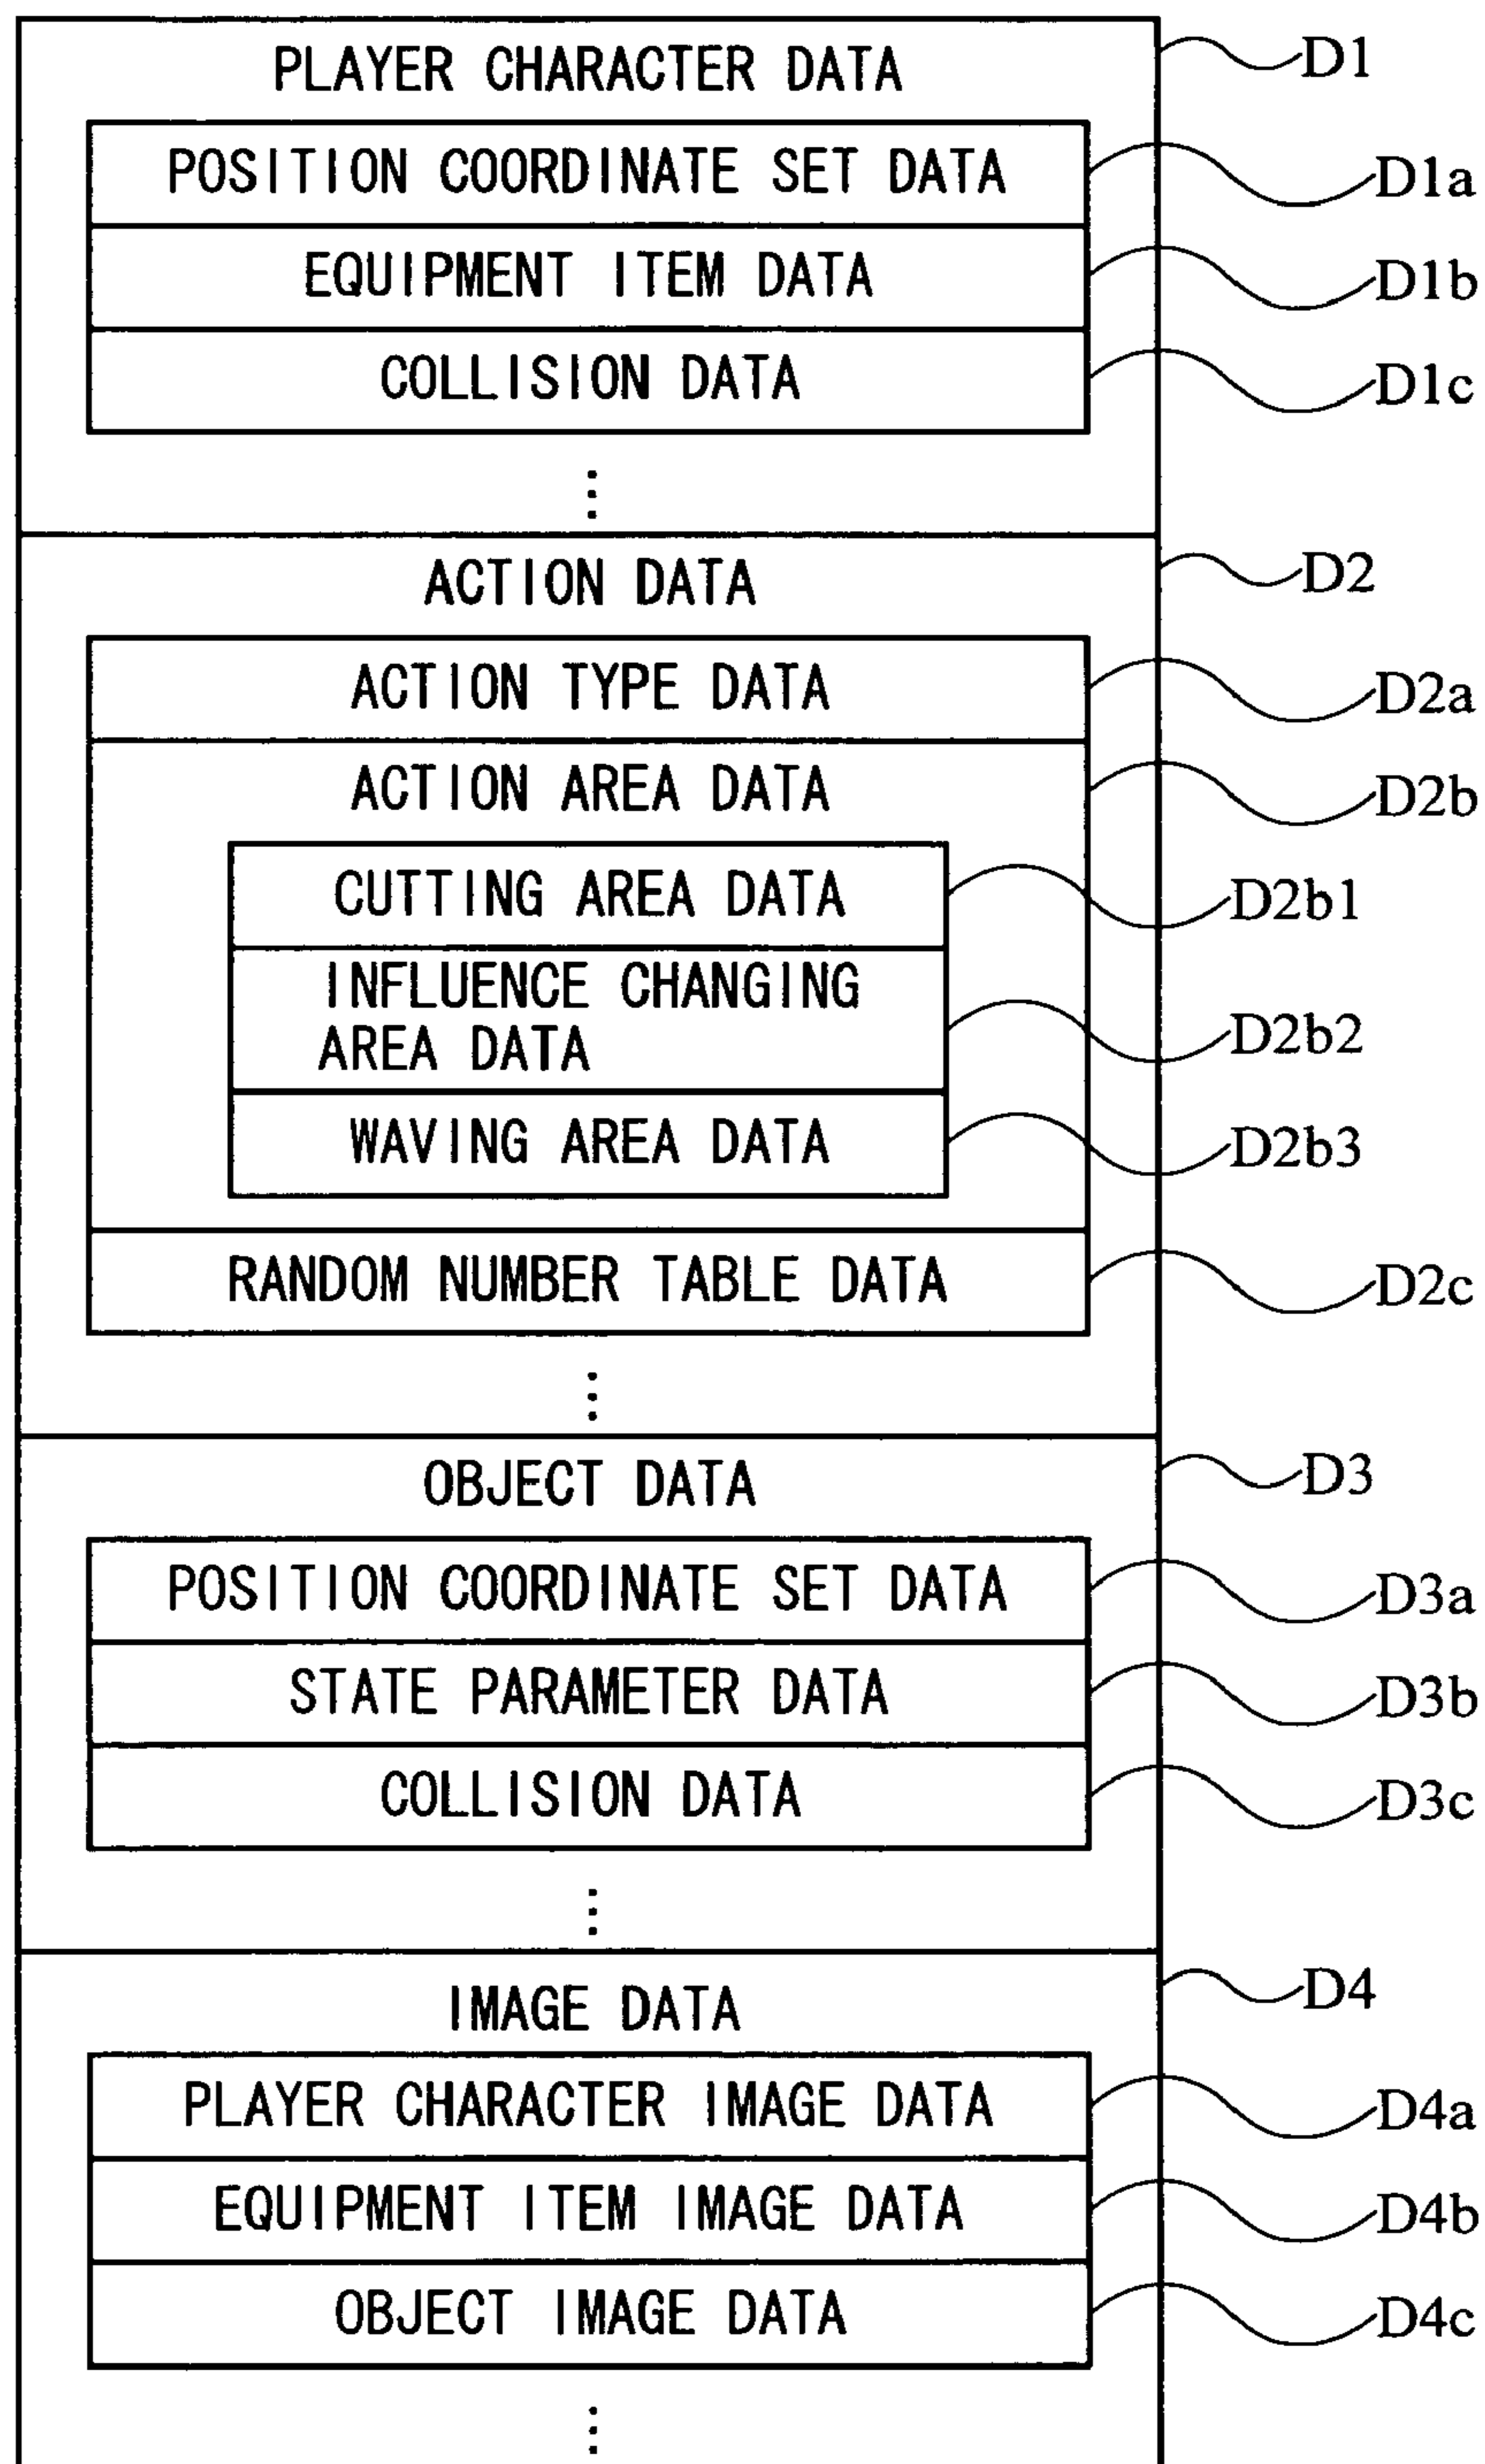 PLAYER CHARACTER DATA D1
POSITION COORDINATE SET DATA D1a
EQUIPMENT ITEM DATA D1b
COLLISION DATA D1c
ACTION DATA D2
ACTION TYPE DATA D2a
ACTION AREA DATA D2b
CUTTING AREA DATA D2b1
INFLUENCE CHANGING
AREA DATA D2b2
WAVING AREA DATA D2b3
RANDOM NUMBER TABLE DATA D2c
OBJECT DATA D3
POSITION COORDINATE SET DATA D3a
STATE PARAMETER DATA D3b
COLLISION DATA D3c
IMAGE DATA D4
PLAYER CHARACTER IMAGE DATA D4a
EQUIPMENT ITEM IMAGE DATA D4b
OBJECT IMAGE DATA D4c